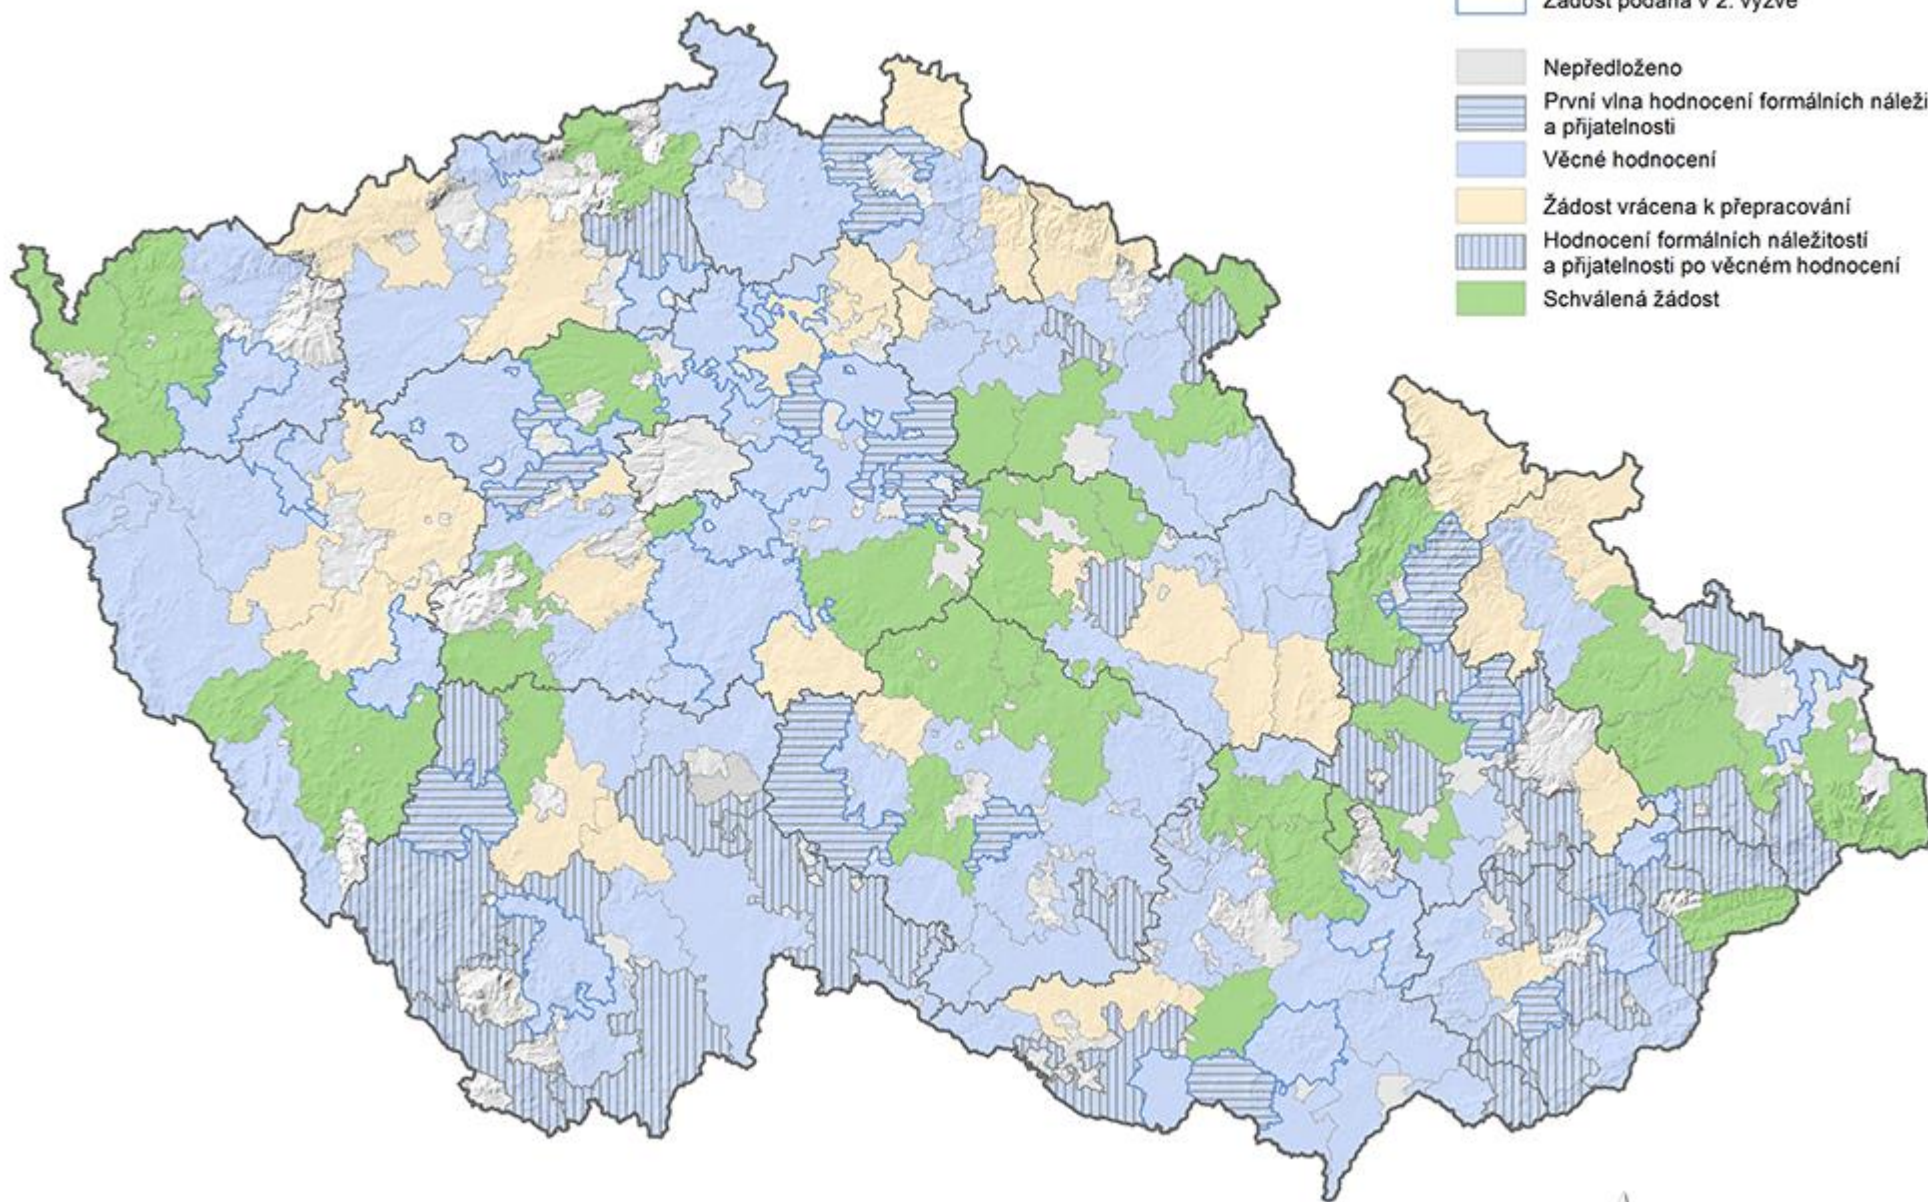 Žádost podaná v 2. výzvě
Nepředloženo
První vlna hodnocení formálních náleži
a přijatelnosti
Věcné hodnocení
Žádost vrácena k přepracování
Hodnocení formálních náležitostí
a přijatelnosti po věcném hodnocení
Schválená žádost